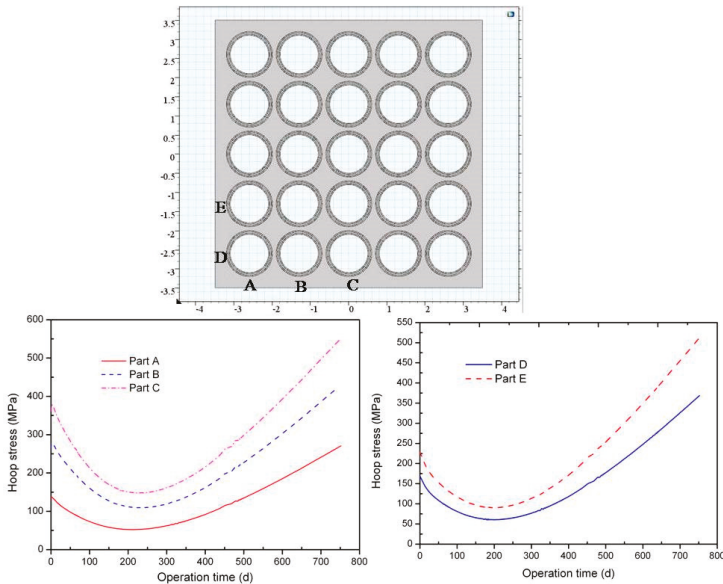 3.5
3
2.5
2
1.5
1
0.5
0
-0.5
-1
E
-1.5
-2
D
-2.5
-3
A B C
-3.5
-4 -3 -2 -1 0 1 2 3 4
600
500
400
300
200
100
0
Hoop stress (MPa)
Part A
Part B
Part C
0 100 200 300 400 500 600 700 800
Operation time (d)
550
500
450
400
350
300
250
200
150
100
50
0
Hoop stress (MPa)
Part D
Part E
0 100 200 300 400 500 600 700 800
Operation time (d)